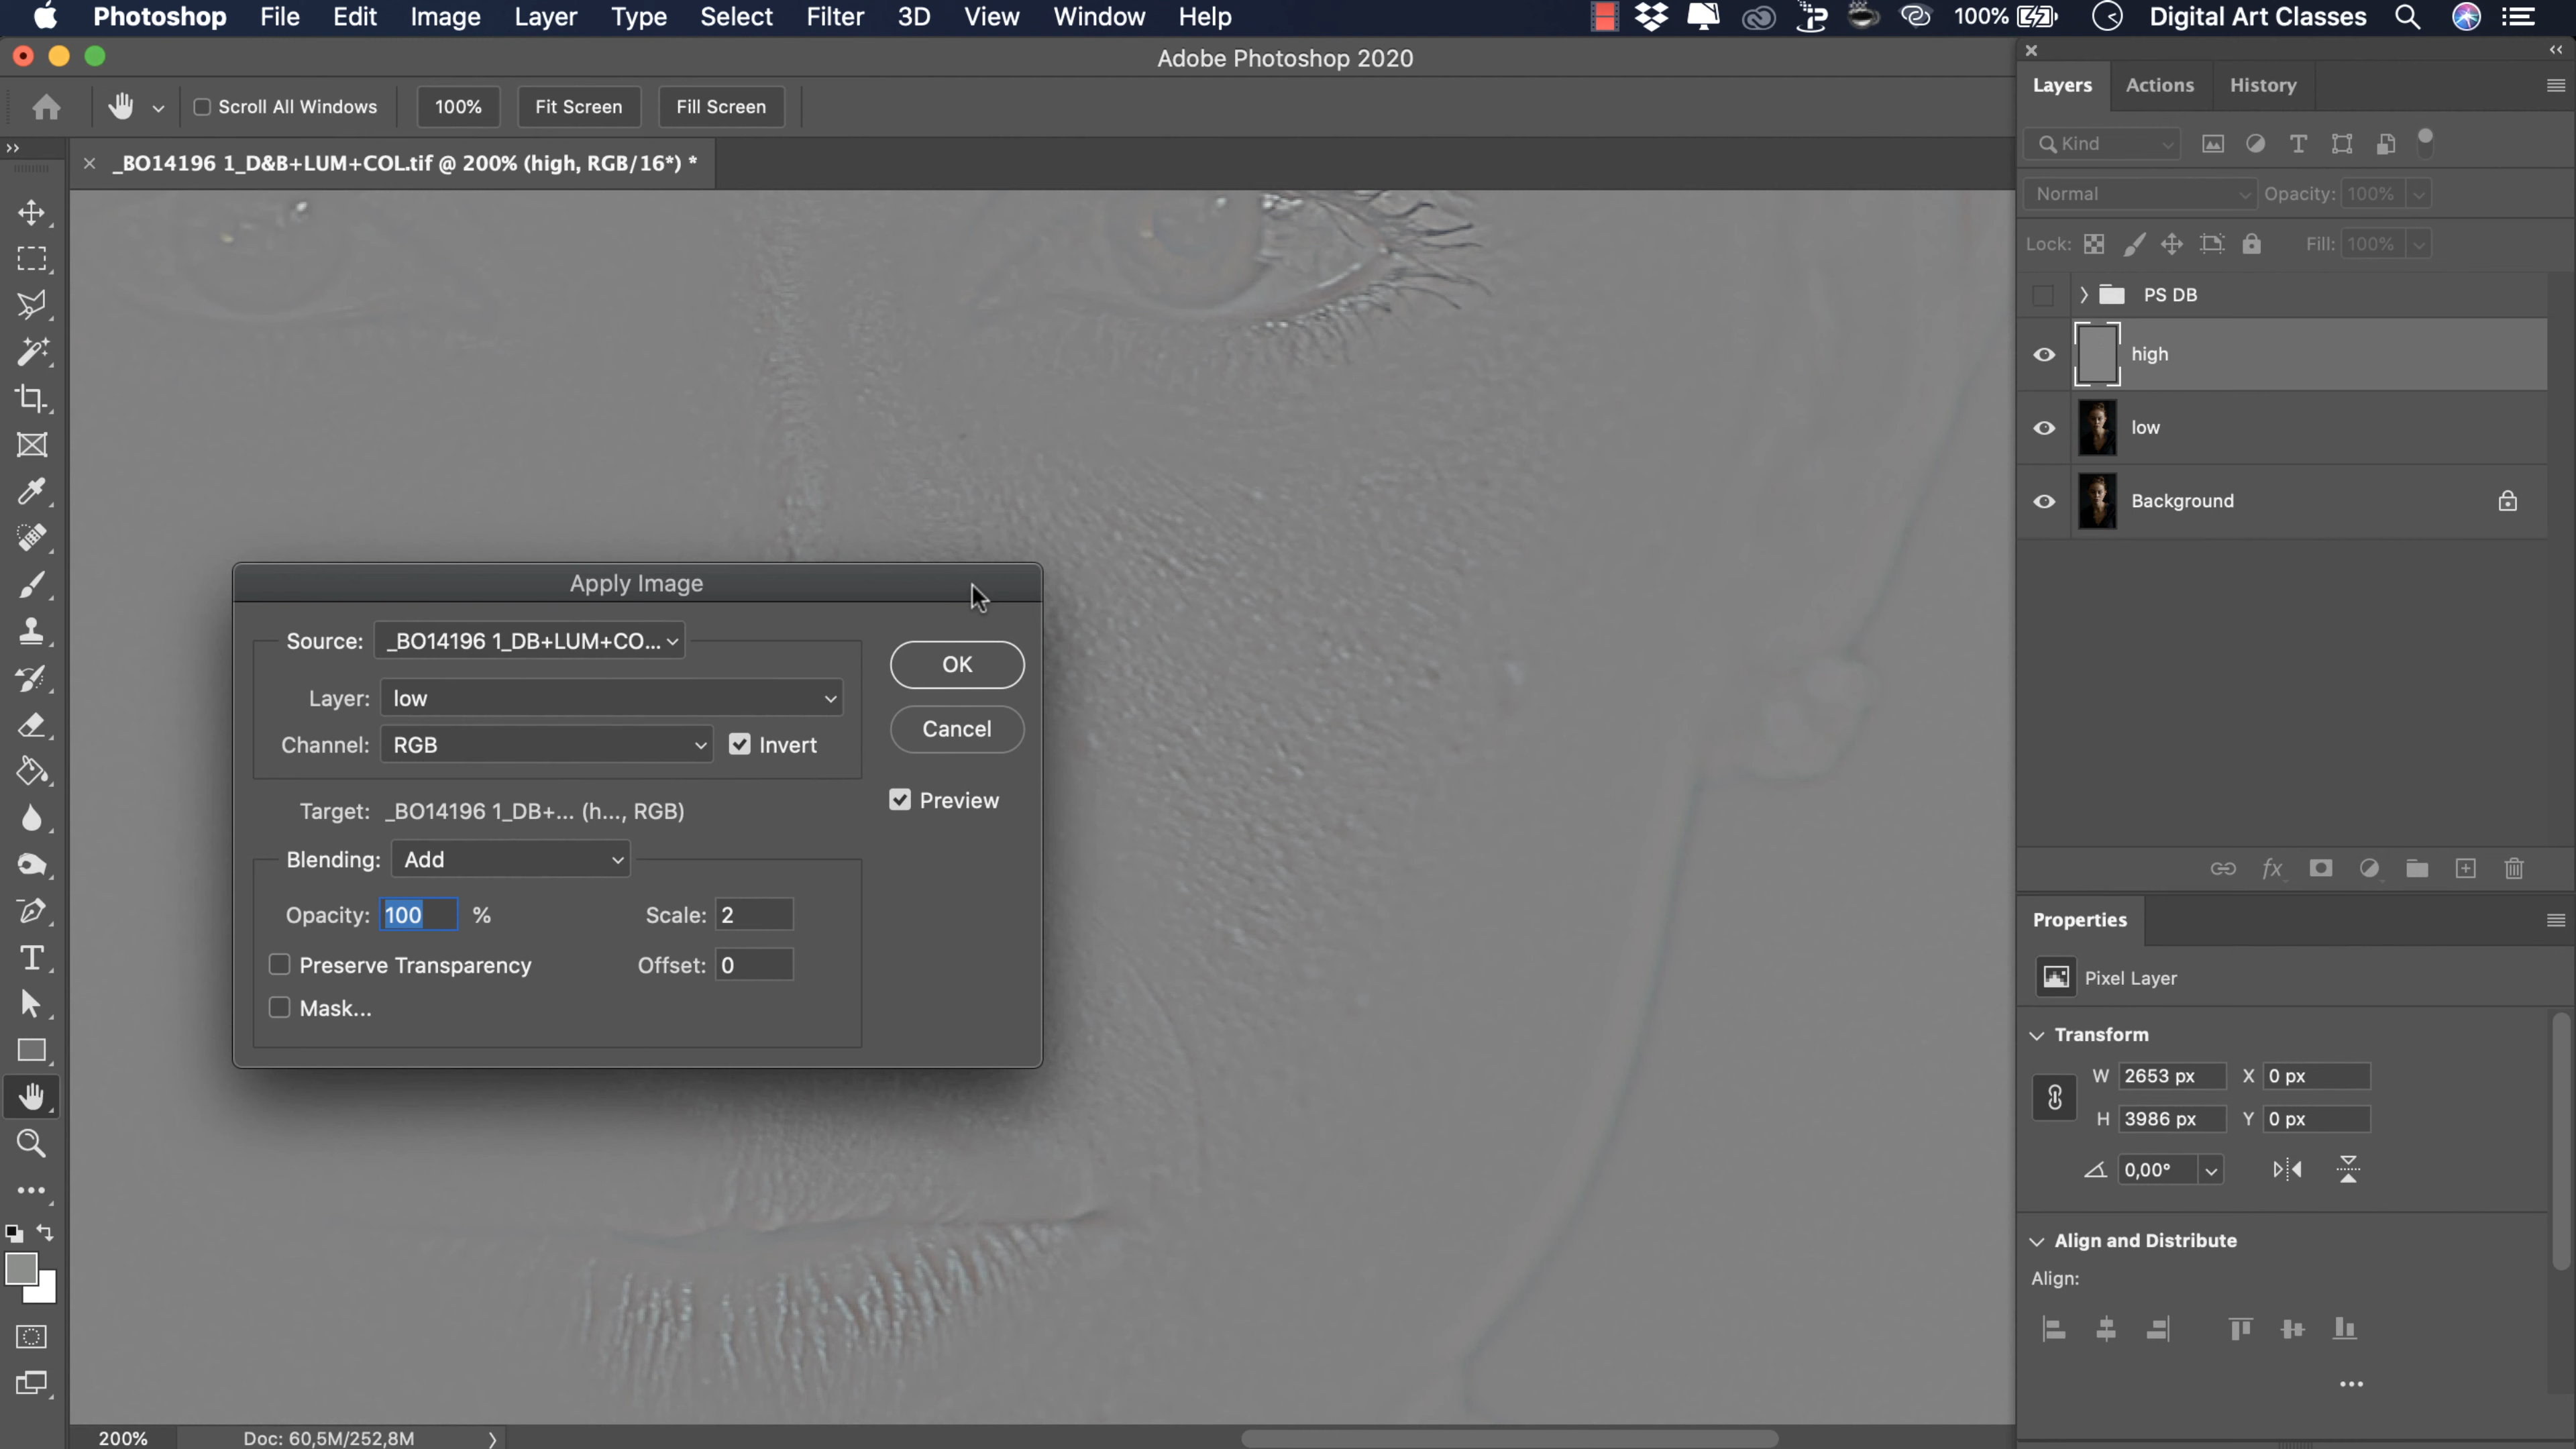 Photoshop File Edit Image Layer Type Select Filter 3D View Window Help 100% Digital Art Classes
Adobe Photoshop 2020
Scroll All Windows 100% Fit Screen Fill Screen
_BO14196 1_D&B+LUM+COL.tif @ 200% (high, RGB/16*) *
Layers Actions History
Kind
Normal Opacity: 100%
Lock: Fill: 100%
PS DB
high
low
Background
Apply Image
Source: _BO14196 1_DB+LUM+CO...
Layer: low
Channel: RGB Invert
Target: _BO14196 1_DB+... (h..., RGB)
Blending: Add
Opacity: 100 % Scale: 2
Preserve Transparency Offset: 0
Mask...
OK
Cancel
Preview
Properties
Pixel Layer
Transform
W 2653 px X 0 px
H 3986 px Y 0 px
0,00°
Align and Distribute
Align:
200% Doc: 60,5M/252,8M